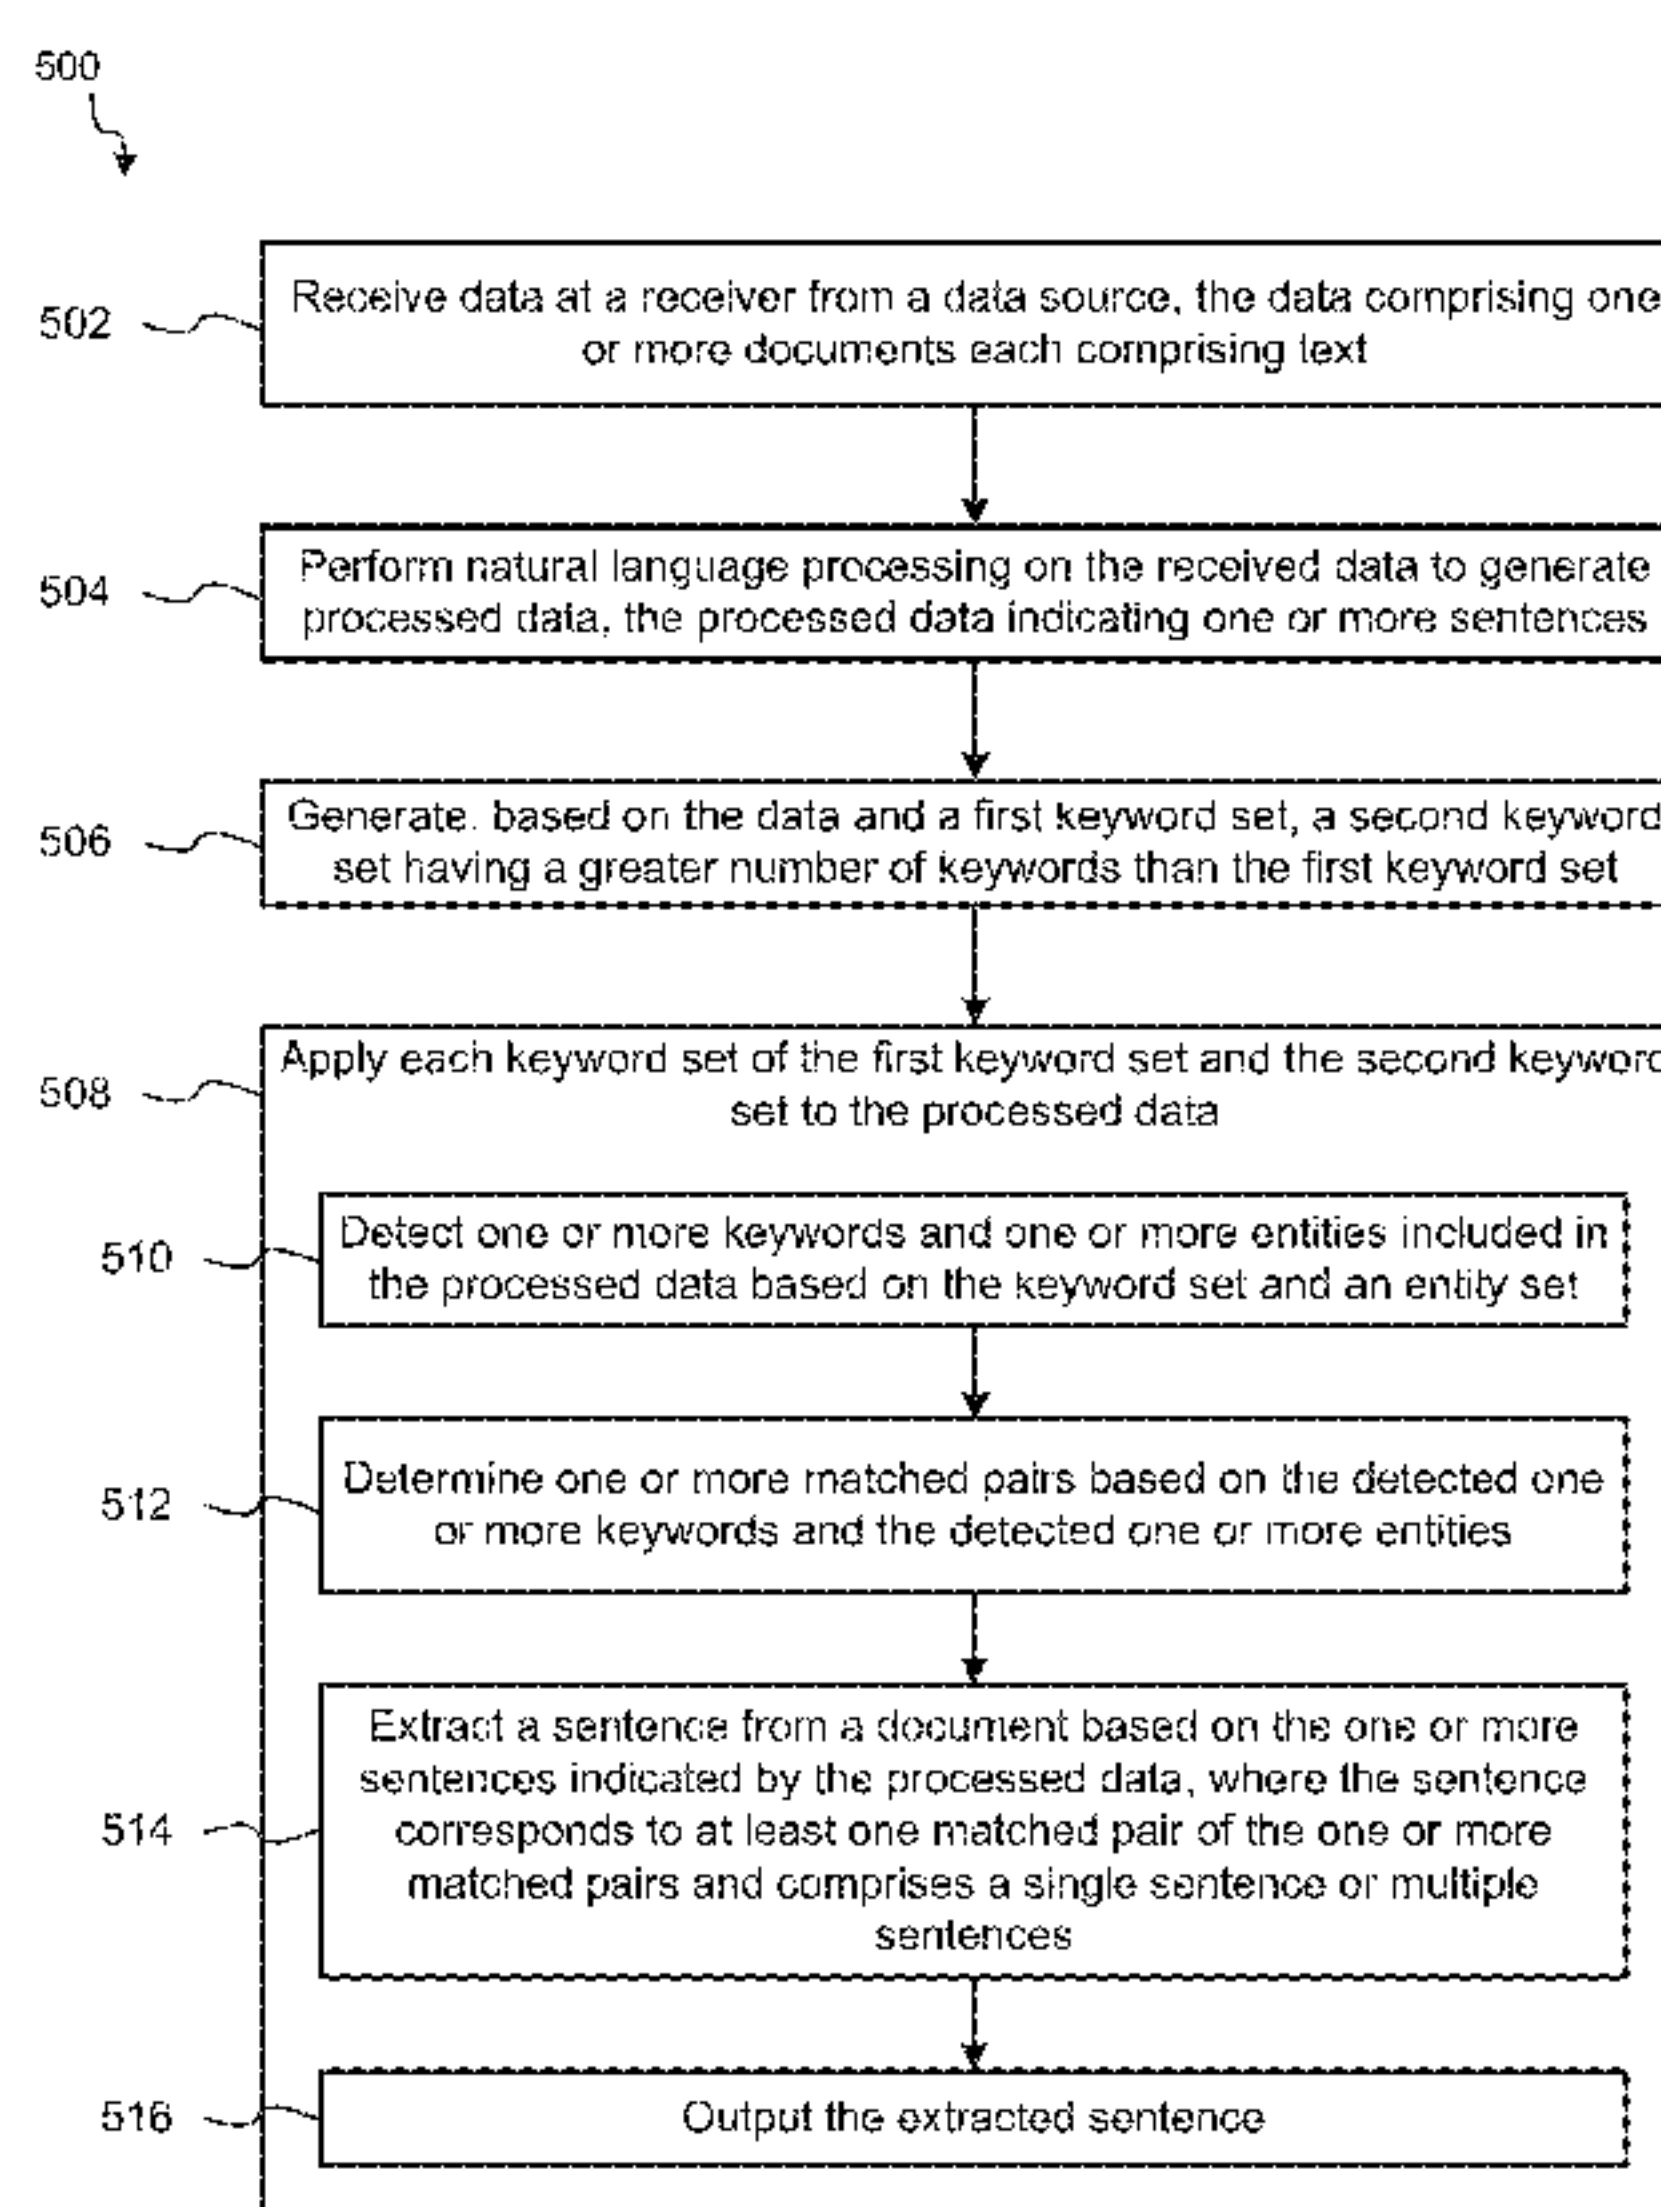 500
502
Receive data at a receiver from a data source, the data comprising one
or more documents each comprising text
504
Perform natural language processing on the received data to generate
processed data, the processed data indicating one or more sentences
506
Generate, based on the data and a first keyword set, a second keyword
set having a greater number of keywords than the first keyword set
508
Apply each keyword set of the first keyword set and the second keyword
set to the processed data
510
Detect one or more keywords and one or more entities included in
the processed data based on the keyword set and an entity set
512
Determine one or more matched pairs based on the detected one
or more keywords and the detected one or more entities
514
Extract a sentence from a document based on the one or more
sentences indicated by the processed data, where the sentence
corresponds to at least one matched pair of the one or more
matched pairs and comprises a single sentence or multiple
sentences
516
Output the extracted sentence